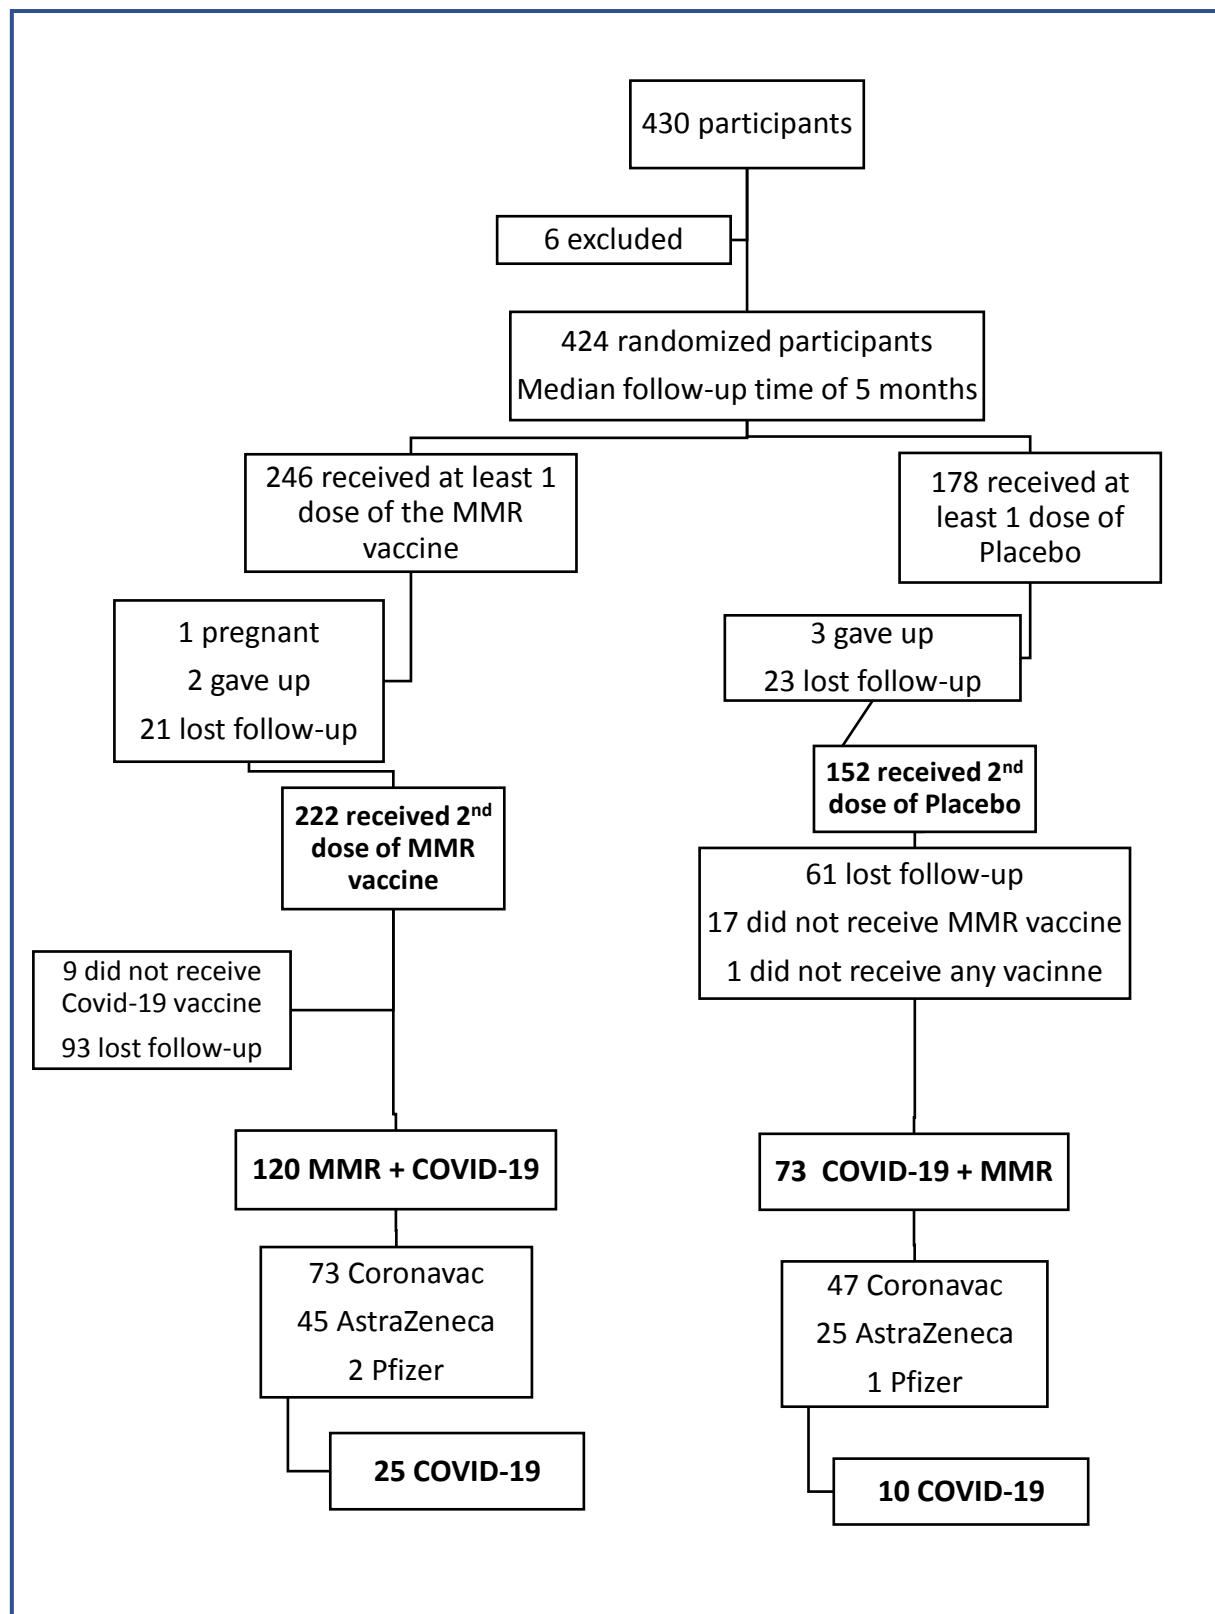 430 participants
6 excluded
424 randomized participants
Median follow-up time of 5 months
246 received at least 1
dose of the MMR
vaccine
178 received at
least 1 dose of
Placebo
1 pregnant
2 gave up
21 lost follow-up
3 gave up
23 lost follow-up
222 received 2nd
dose of MMR
vaccine
152 received 2nd
dose of Placebo
61 lost follow-up
17 did not receive MMR vaccine
1 did not receive any vacinne
9 did not receive
Covid-19 vaccine
93 lost follow-up
120 MMR + COVID-19
73 COVID-19 + MMR
73 Coronavac
45 AstraZeneca
2 Pfizer
47 Coronavac
25 AstraZeneca
1 Pfizer
25 COVID-19
10 COVID-19